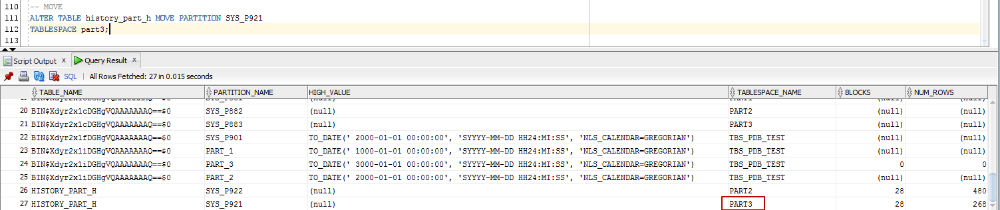 110 -- MOVE
111 ALTER TABLE history_part_h MOVE PARTITION SYS_P921
112 TABLESPACE part3;
113
Script Output x Query Result x
SQL | All Rows Fetched: 27 in 0.015 seconds
TABLE_NAME PARTITION_NAME HIGH_VALUE TABLESPACE_NAME BLOCKS NUM_ROWS
20 BIN$Xdyr2x1cDGHgVQAAAAAAAQ==$0 SYS_P882 (null) PART2 (null) (null)
21 BIN$Xdyr2x1cDGHgVQAAAAAAAQ==$0 SYS_P883 (null) PART3 (null) (null)
22 BIN$Xdyr2x1fDGHgVQAAAAAAAQ==$0 SYS_P901 TO_DATE(' 2000-01-01 00:00:00', 'SYYYY-MM-DD HH24:MI:SS', 'NLS_CALENDAR=GREGORIAN') TBS_PDB_TEST (null) (null)
23 BIN$Xdyr2x1iDGHgVQAAAAAAAQ==$0 PART_1 TO_DATE(' 1000-01-01 00:00:00', 'SYYYY-MM-DD HH24:MI:SS', 'NLS_CALENDAR=GREGORIAN') TBS_PDB_TEST (null) (null)
24 BIN$Xdyr2x1iDGHgVQAAAAAAAQ==$0 PART_3 TO_DATE(' 3000-01-01 00:00:00', 'SYYYY-MM-DD HH24:MI:SS', 'NLS_CALENDAR=GREGORIAN') TBS_PDB_TEST 0 0
25 BIN$Xdyr2x1iDGHgVQAAAAAAAQ==$0 PART_2 TO_DATE(' 2000-01-01 00:00:00', 'SYYYY-MM-DD HH24:MI:SS', 'NLS_CALENDAR=GREGORIAN') TBS_PDB_TEST (null) (null)
26 HISTORY_PART_H SYS_P922 (null) PART2 28 480
27 HISTORY_PART_H SYS_P921 (null) PART3 28 268